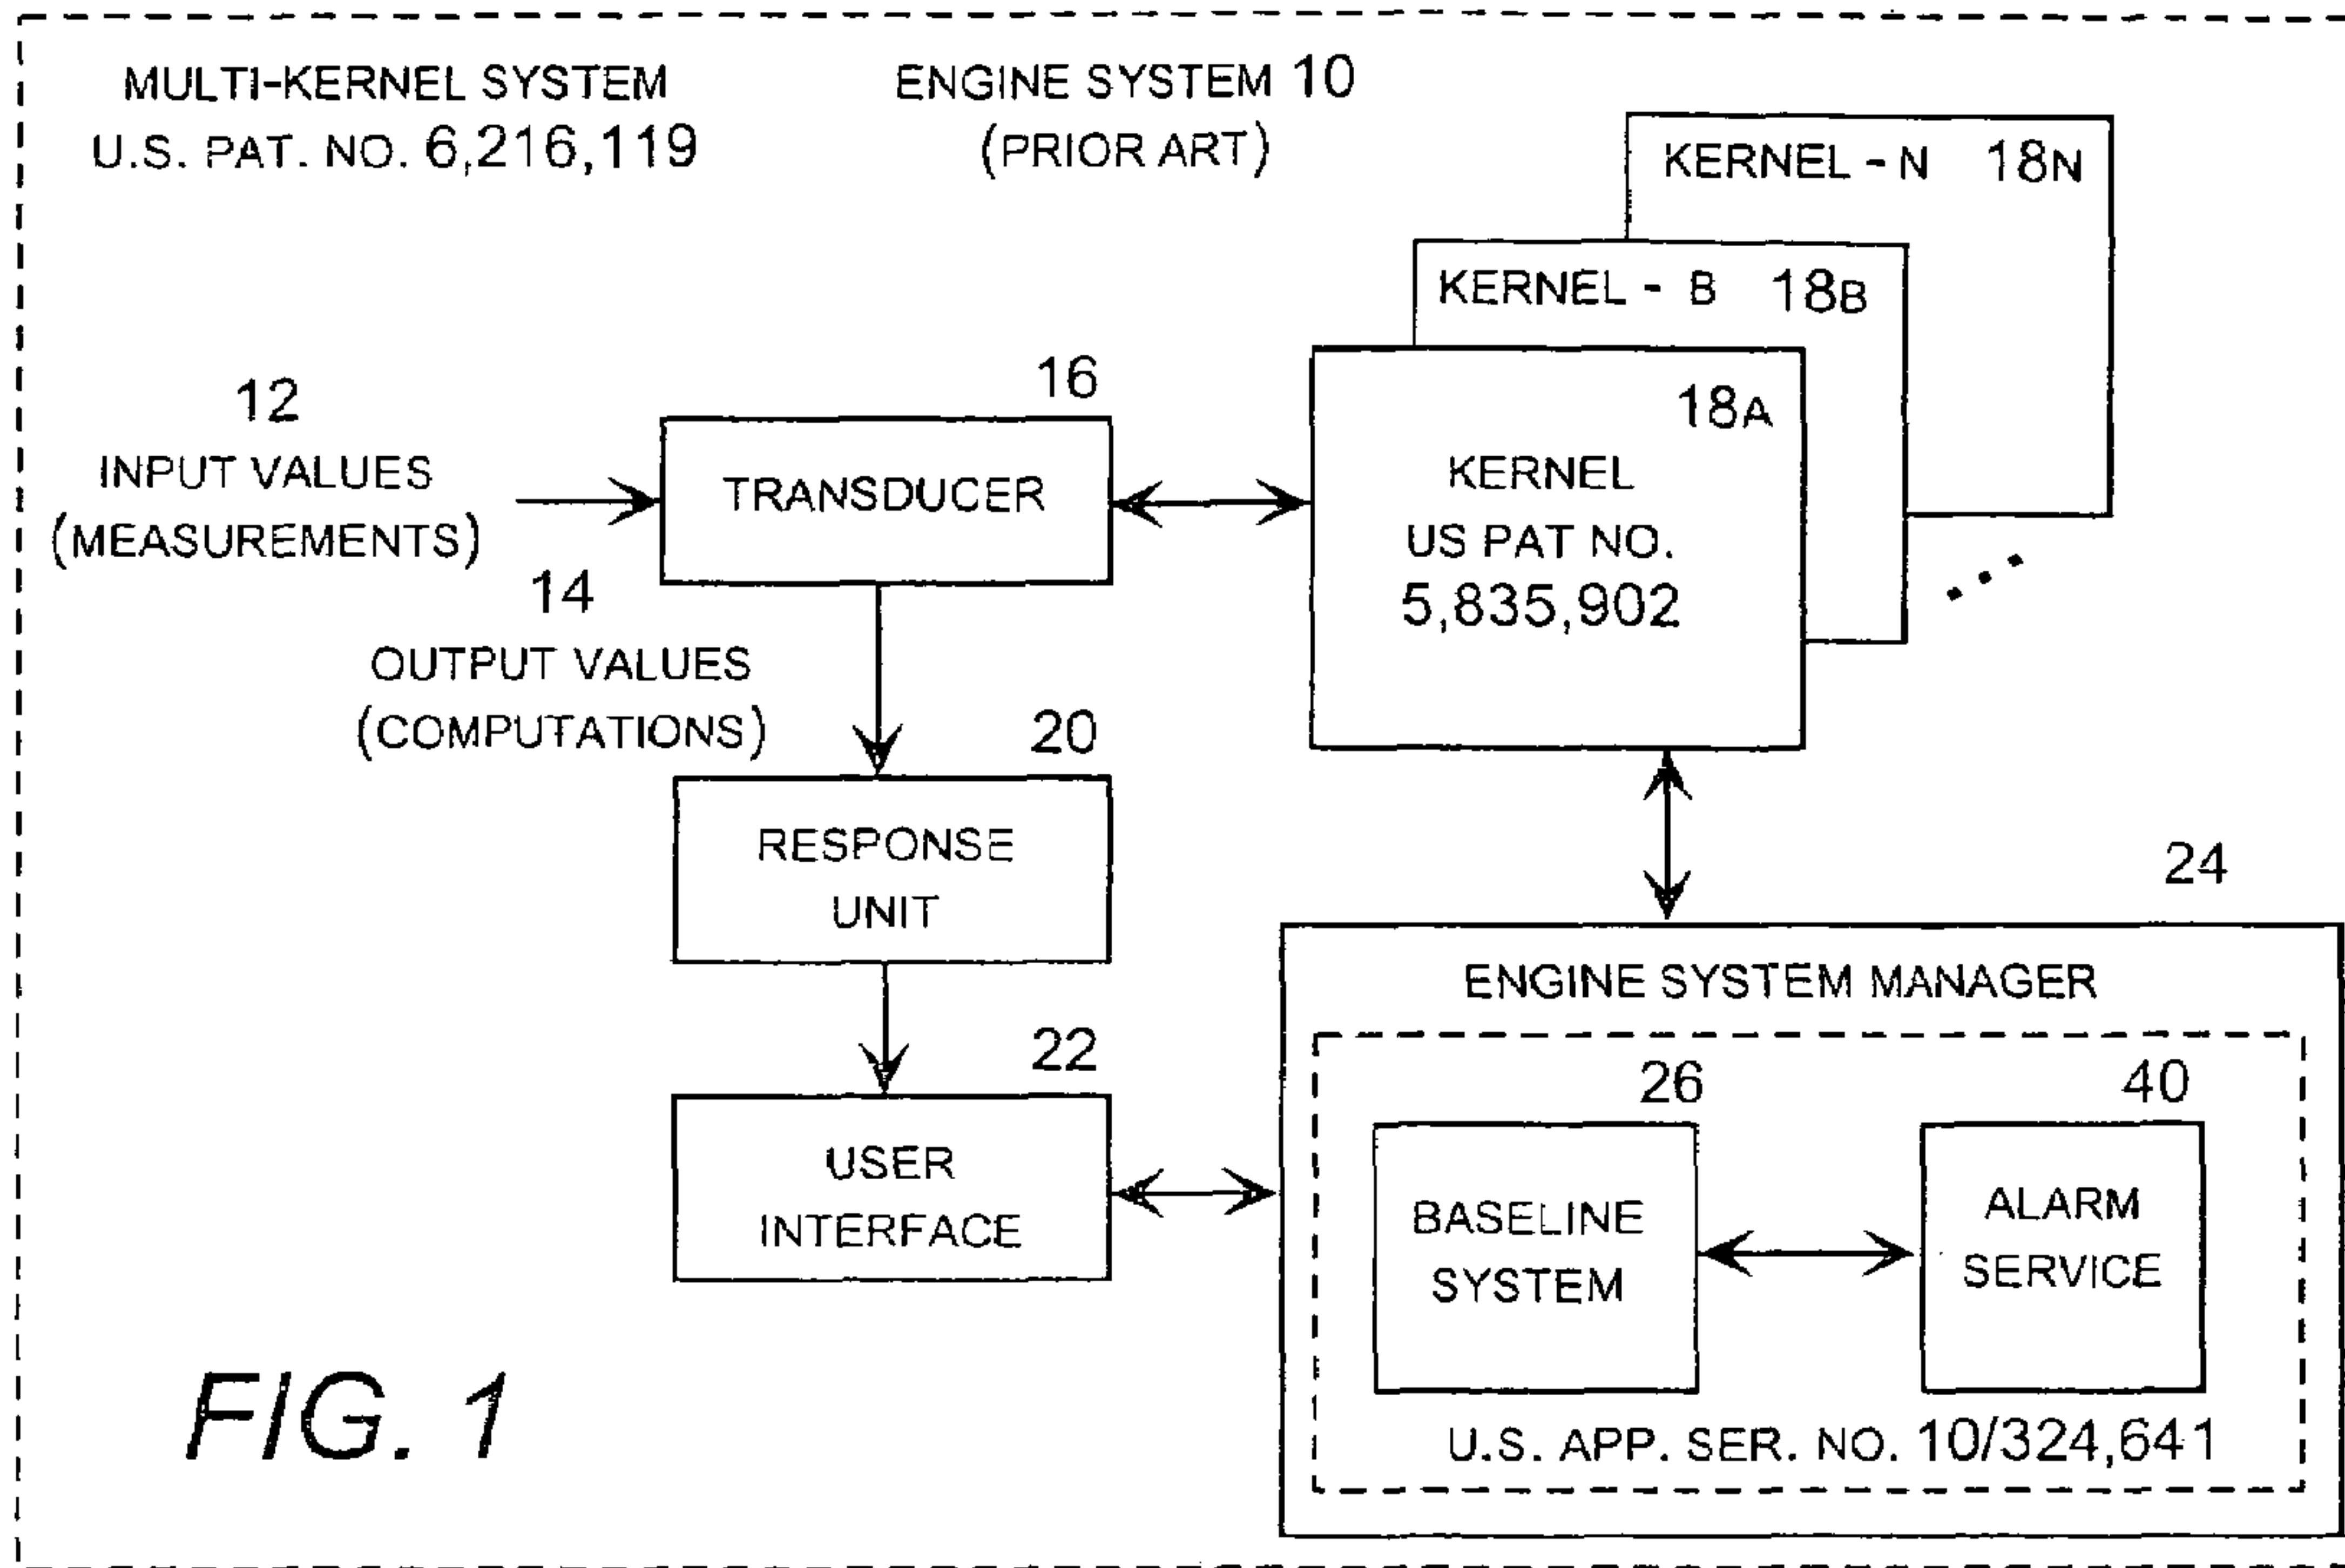 MULTI-KERNEL SYSTEM
U.S. PAT. NO. 6,216,119
ENGINE SYSTEM 10
(PRIOR ART)
KERNEL - N 18N
KERNEL - B 18B
18A
KERNEL
US PAT NO.
5,835,902
12
INPUT VALUES
(MEASUREMENTS)
16
TRANSDUCER
14
OUTPUT VALUES
(COMPUTATIONS)
20
RESPONSE
UNIT
22
USER
INTERFACE
24
ENGINE SYSTEM MANAGER
26
BASELINE
SYSTEM
40
ALARM
SERVICE
U.S. APP. SER. NO. 10/324,641
FIG. 1